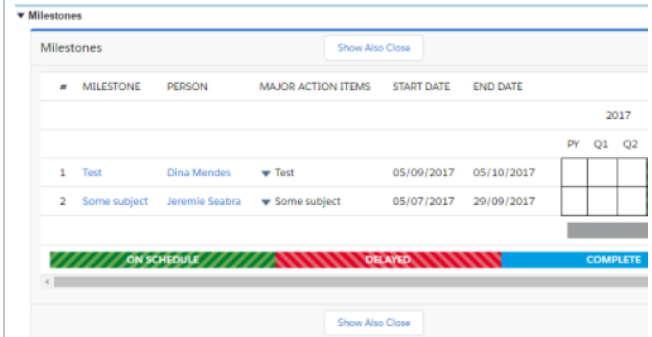 Milestones
Milestones Show Also Close
# MILESTONE PERSON MAJOR ACTION ITEMS START DATE END DATE
2017
PY Q1 Q2
1 Test Dina Mendes Test 05/09/2017 05/10/2017
2 Some subject Jeremie Seabra Some subject 05/07/2017 29/09/2017
ON SCHEDULE DELAYED COMPLETE
Show Also Close